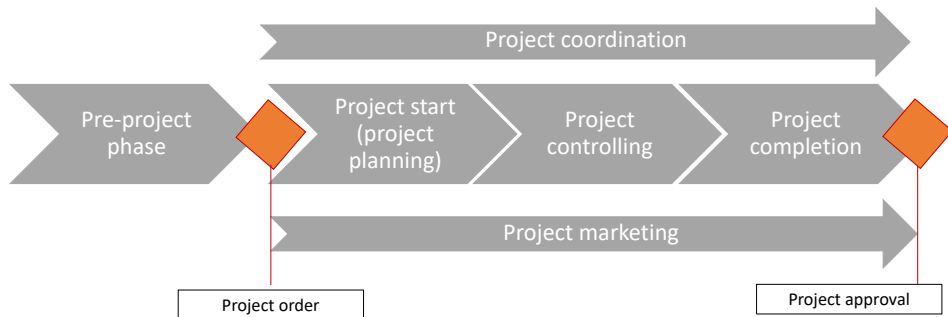 Project coordination
Pre-project
phase
Project start
(project
planning)
Project
controlling
Project
completion
Project marketing
Project order
Project approval